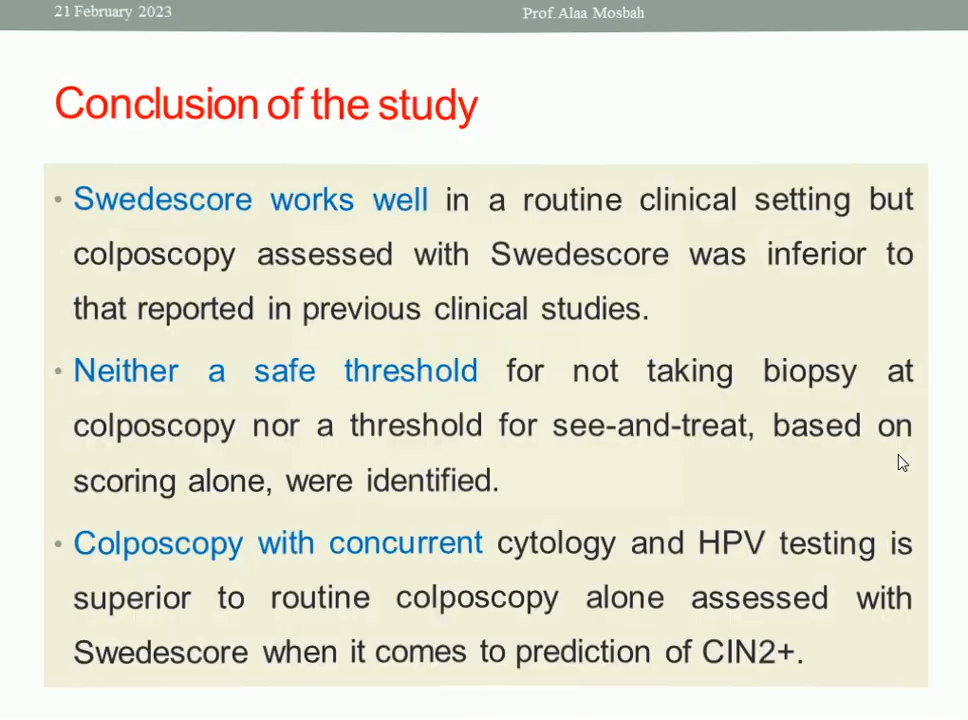 21 February 2023 Prof.Alaa Mosbah
Conclusion of the study
• Swedescore works well in a routine clinical setting but
colposcopy assessed with Swedescore was inferior to
that reported in previous clinical studies.
• Neither a safe threshold for not taking biopsy at
colposcopy nor a threshold for see-and-treat, based on
scoring alone, were identified.
• Colposcopy with concurrent cytology and HPV testing is
superior to routine colposcopy alone assessed with
Swedescore when it comes to prediction of CIN2+.